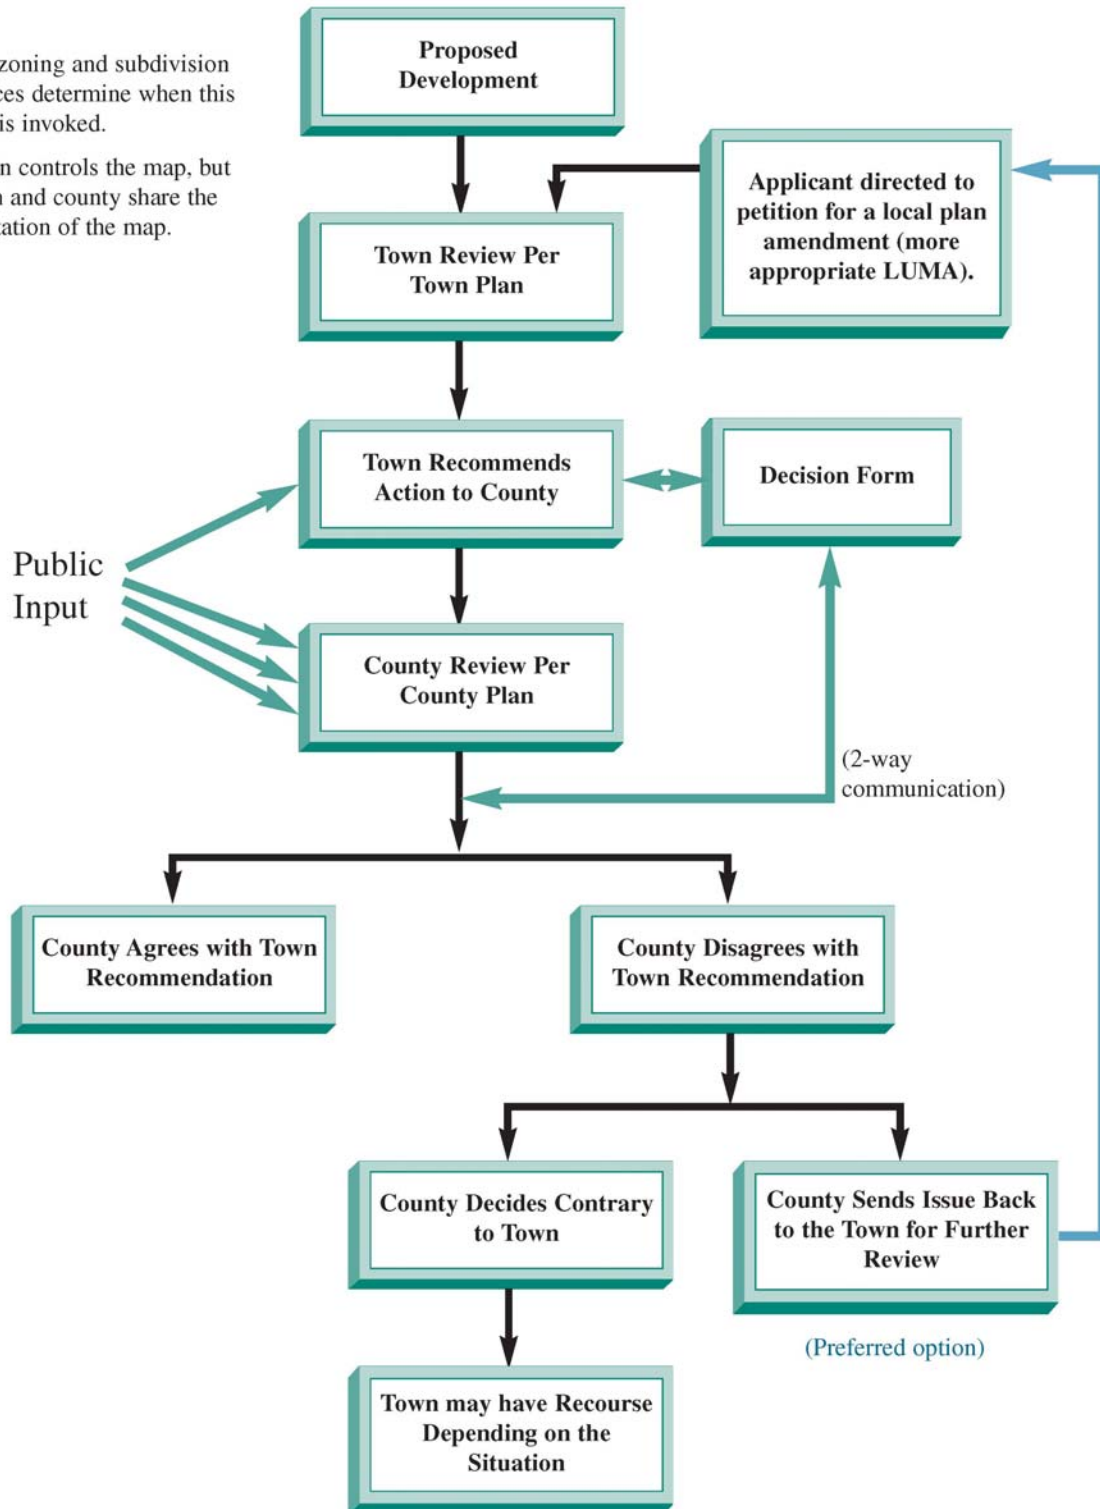 Proposed
Development
zoning and subdivision
determine when this
is invoked.
controls the map, but
and county share the
of the map.
Applicant directed to
petition for a local plan
amendment (more
appropriate LUMA).
Town Review Per
Town Plan
Town Recommends
Action to County
Decision Form
Public
Input
County Review Per
County Plan
(2-way
communication)
County Agrees with Town
Recommendation
County Disagrees with
Town Recommendation
County Decides Contrary
to Town
County Sends Issue Back
to the Town for Further
Review
(Preferred option)
Town may have Recourse
Depending on the
Situation